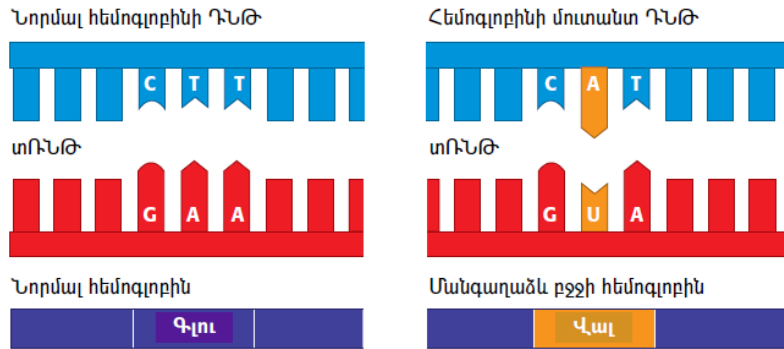 Նորմալ հեմոգլոբինի ԴՆԹ
C T T
տՌՆԹ
G A A
Նորմալ հեմոգլոբին
Գլու
Հեմոգլոբինի մուտանտ ԴՆԹ
C A T
տՌՆԹ
G U A
Մանգաղաձև բջջի հեմոգլոբին
Վալ